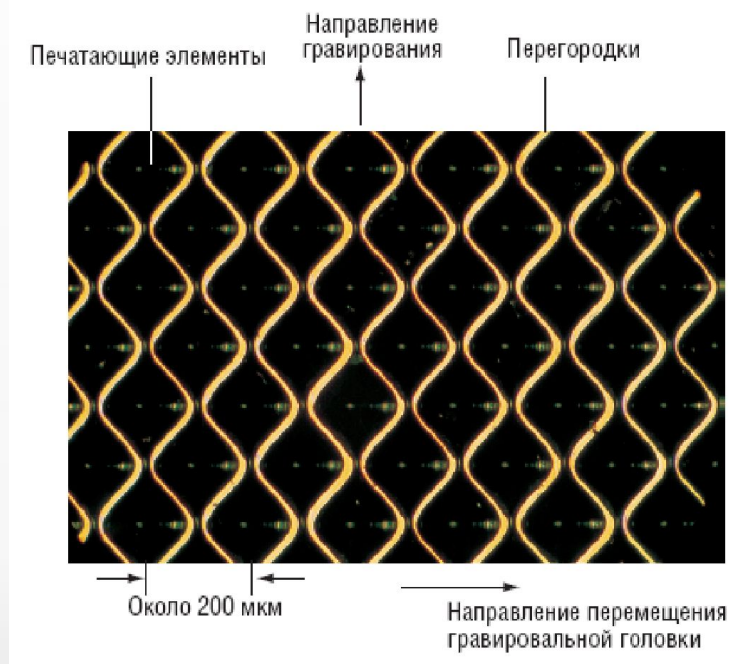 Печатающие элементы
Направление
гравирования
Перегородки
Около 200 мкм
Направление перемещения
гравировальной головки